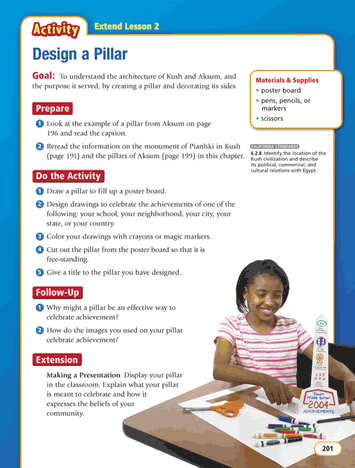 Activity
Extend Lesson 2
Design a Pillar
Goal: To understand the architecture of Kush and Aksum, and
the purpose it served, by creating a pillar and decorating its sides
Materials & Supplies
• poster board
• pens, pencils, or
markers
• scissors
CALIFORNIA STANDARDS
6.2.8 Identify the location of the
Kush civilization and describe
its political, commercial, and
cultural relations with Egypt.
Prepare
1 Look at the example of a pillar from Aksum on page
196 and read the caption.
2 Reread the information on the monument of Piankhi in Kush
(page 191) and the pillars of Aksum (page 199) in this chapter.
Do the Activity
1 Draw a pillar to fill up a poster board.
2 Design drawings to celebrate the achievements of one of the
following: your school, your neighborhood, your city, your
state, or your country.
3 Color your drawings with crayons or magic markers.
4 Cut out the pillar from the poster board so that it is
free-standing.
5 Give a title to the pillar you have designed.
Follow-Up
1 Why might a pillar be an effective way to
celebrate achievement?
2 How do the images used on your pillar
celebrate achievement?
Extension
Making a Presentation Display your pillar
in the classroom. Explain what your pillar
is meant to celebrate and how it
expresses the beliefs of your
community.
Middle School
2004
ACHIEVEMENTS
201